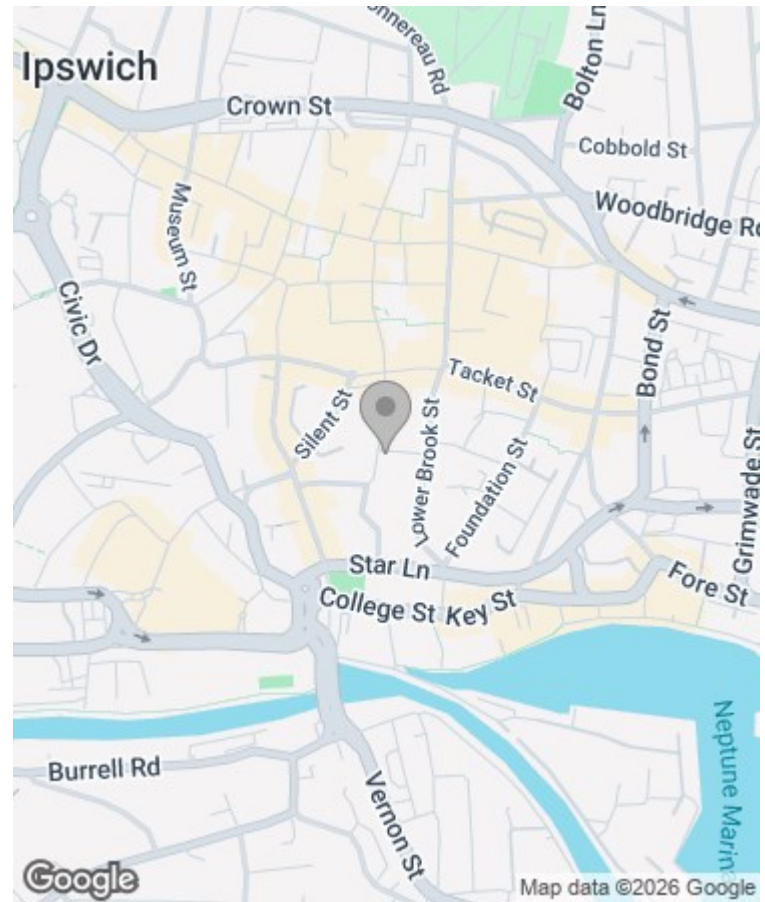 Ipswich
Crown St
Bolton Ln
Cobbold St
Woodbridge Rd
Museum St
Civic Dr
Bond St
Tacket St
Silent St
Lower Brook St
Foundation St
Grimwade St
Star Ln
College St
Key St
Fore St
Neptune Marina
Burrell Rd
Vernon St
Google
Map data ©2026 Google